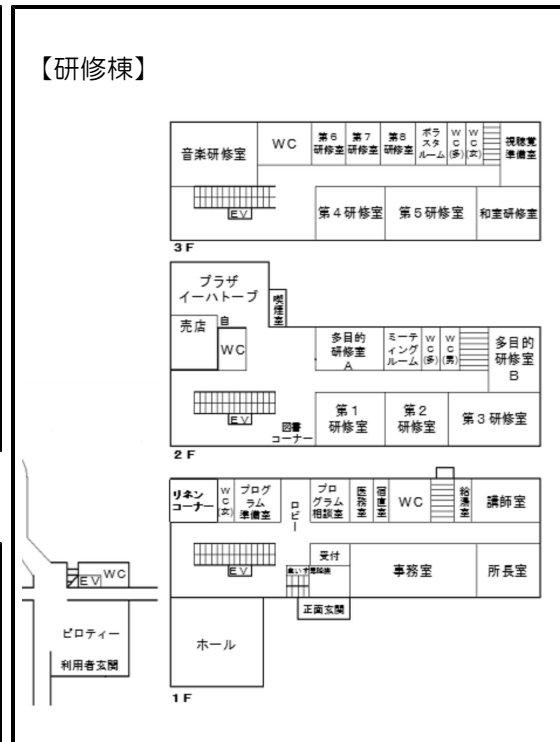 【研修棟】
音楽研修室
WC
第6
研修室
第7
研修室
第8
研修室
ボラ
スタ
ルーム
WC(多)
WC(女)
視聴覚
準備室
EV
第4研修室
第5研修室
和室研修室
3F
プラザ
イーハトーブ
喫煙室
売店
自
WC
多目的
研修室
A
ミーテ
ィング
ルーム
WC(多)
WC(男)
多目的
研修室
B
EV
図書
コーナー
第1
研修室
第2
研修室
第3研修室
2F
リネン
コーナー
WC(女)
プログ
ラム
準備室
ロビー
プロ
グラム
相談室
医務室
宿直室
WC
給湯室
講師室
EV
受付
事務室
所長室
正面玄関
ホール
1F
EV
WC
ピロティー
利用者玄関